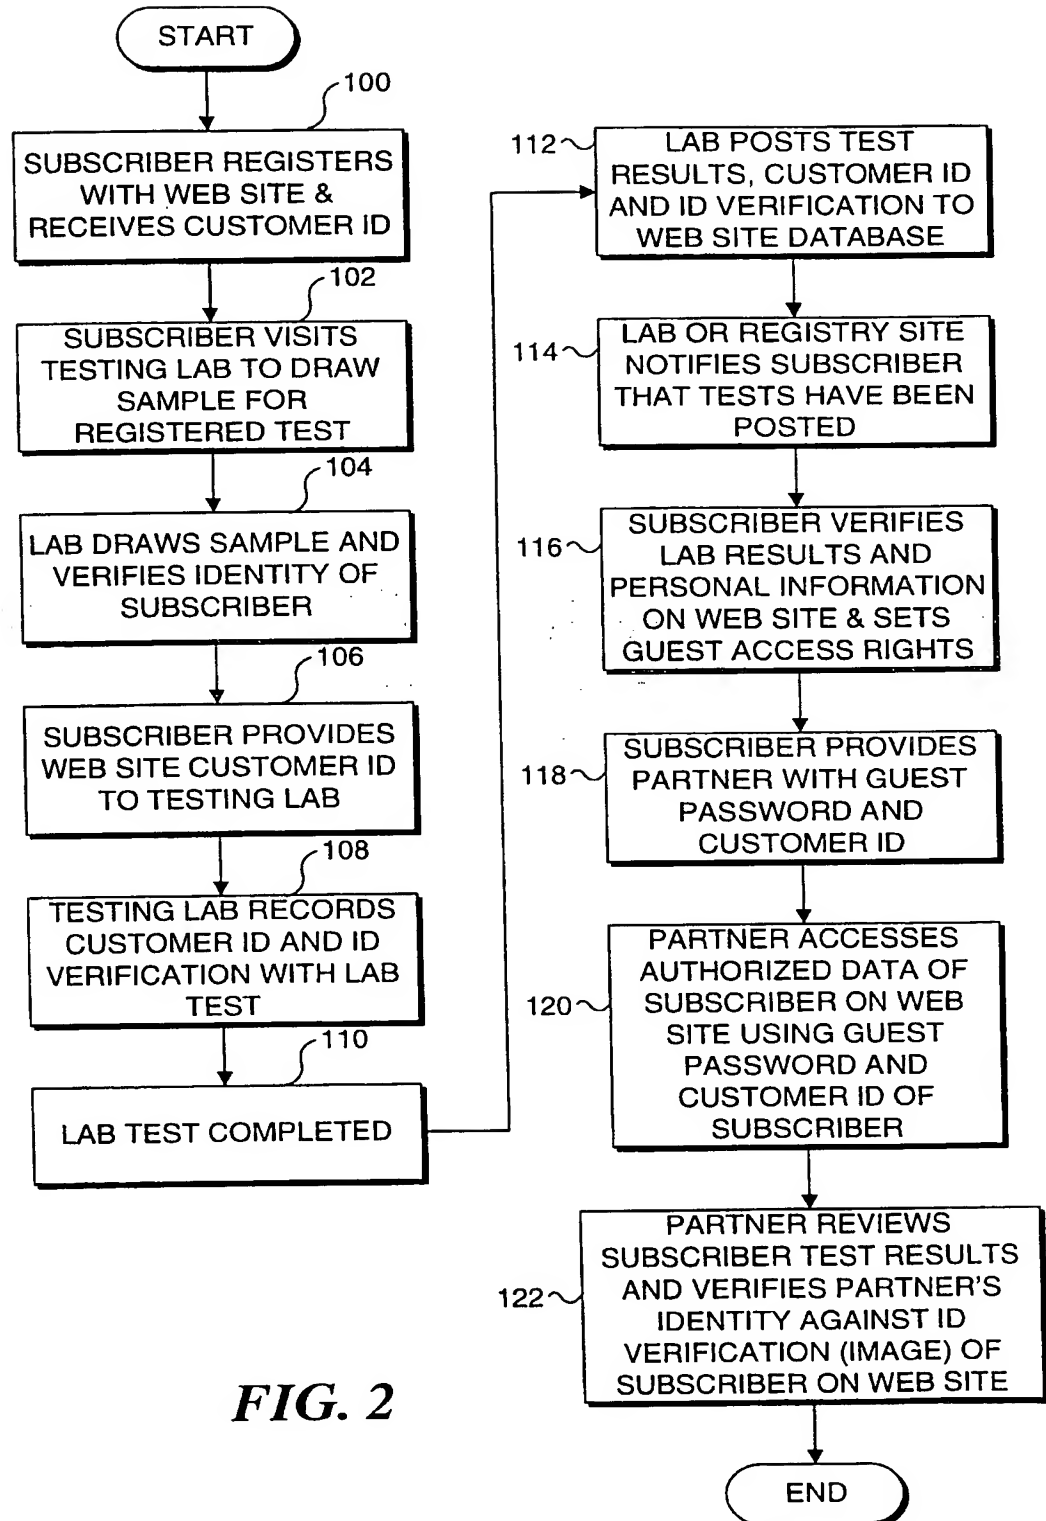 START
100
SUBSCRIBER REGISTERS
WITH WEB SITE &
RECEIVES CUSTOMER ID
102
SUBSCRIBER VISITS
TESTING LAB TO DRAW
SAMPLE FOR
REGISTERED TEST
104
LAB DRAWS SAMPLE AND
VERIFIES IDENTITY OF
SUBSCRIBER
106
SUBSCRIBER PROVIDES
WEB SITE CUSTOMER ID
TO TESTING LAB
108
TESTING LAB RECORDS
CUSTOMER ID AND ID
VERIFICATION WITH LAB
TEST
110
LAB TEST COMPLETED
112
LAB POSTS TEST
RESULTS, CUSTOMER ID
AND ID VERIFICATION TO
WEB SITE DATABASE
114
LAB OR REGISTRY SITE
NOTIFIES SUBSCRIBER
THAT TESTS HAVE BEEN
POSTED
116
SUBSCRIBER VERIFIES
LAB RESULTS AND
PERSONAL INFORMATION
ON WEB SITE & SETS
GUEST ACCESS RIGHTS
118
SUBSCRIBER PROVIDES
PARTNER WITH GUEST
PASSWORD AND
CUSTOMER ID
120
PARTNER ACCESSES
AUTHORIZED DATA OF
SUBSCRIBER ON WEB
SITE USING GUEST
PASSWORD AND
CUSTOMER ID OF
SUBSCRIBER
122
PARTNER REVIEWS
SUBSCRIBER TEST RESULTS
AND VERIFIES PARTNER'S
IDENTITY AGAINST ID
VERIFICATION (IMAGE) OF
SUBSCRIBER ON WEB SITE
END
FIG. 2